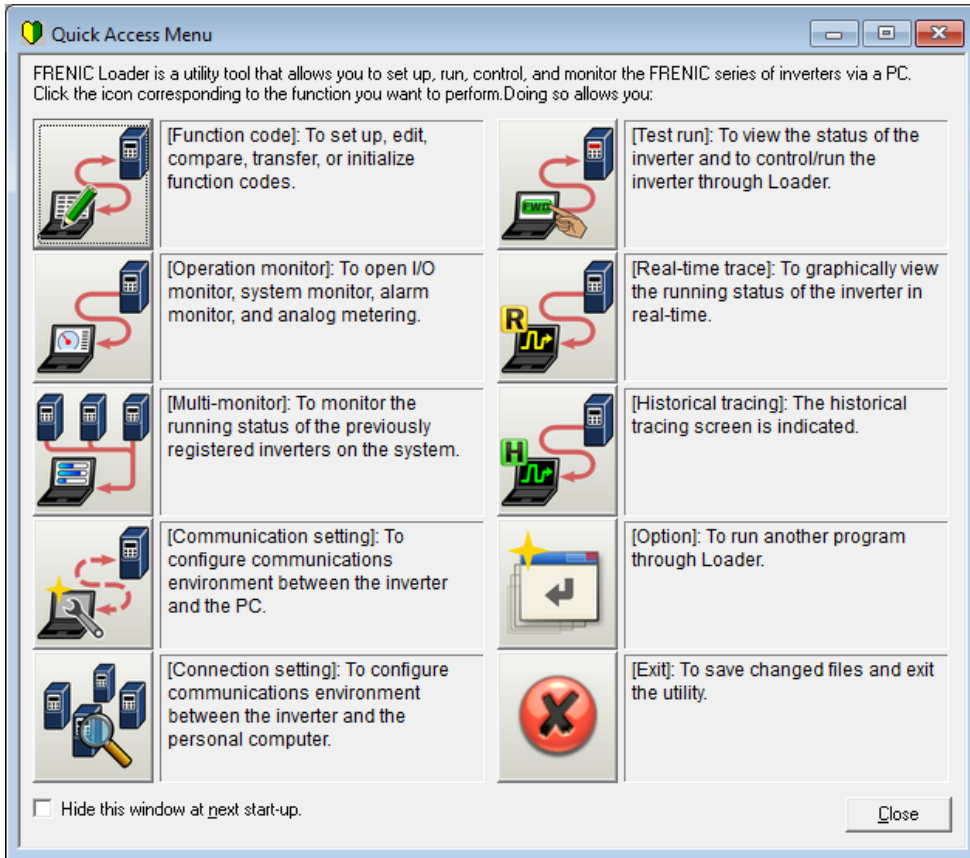 Quick Access Menu
FRENIC Loader is a utility tool that allows you to set up, run, control, and monitor the FRENIC series of inverters via a PC.
Click the icon corresponding to the function you want to perform.Doing so allows you:
[Function code]: To set up, edit,
compare, transfer, or initialize
function codes.
[Test run]: To view the status of the
inverter and to control/run the
inverter through Loader.
FWD
[Operation monitor]: To open I/O
monitor, system monitor, alarm
monitor, and analog metering.
[Real-time trace]: To graphically view
the running status of the inverter in
real-time.
R
[Multi-monitor]: To monitor the
running status of the previously
registered inverters on the system.
[Historical tracing]: The historical
tracing screen is indicated.
H
[Communication setting]: To
configure communications
environment between the inverter
and the PC.
[Option]: To run another program
through Loader.
[Connection setting]: To configure
communications environment
between the inverter and the
personal computer.
[Exit]: To save changed files and exit
the utility.
Hide this window at next start-up.
Close